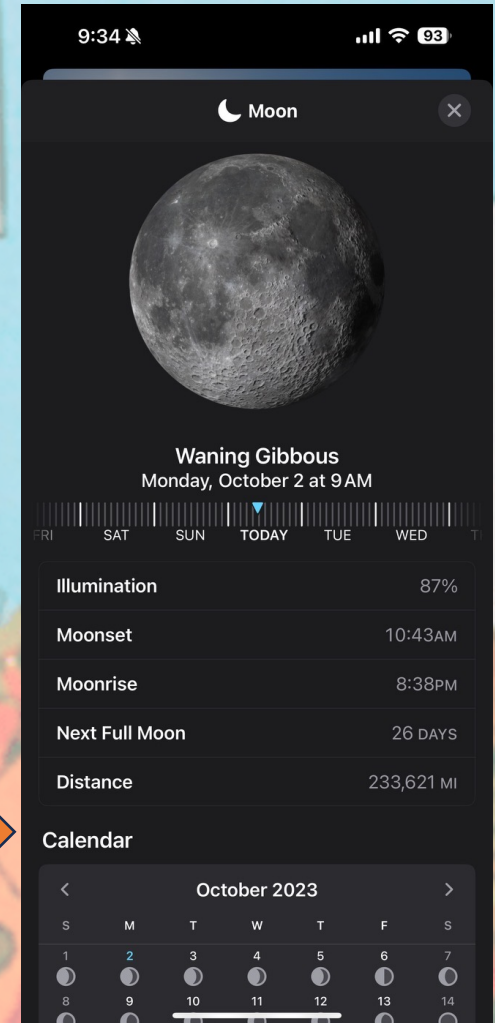 9:34 93
Moon
Waning Gibbous
Monday, October 2 at 9 AM
FRI SAT SUN TODAY TUE WED T
Illumination 87%
Moonset 10:43AM
Moonrise 8:38PM
Next Full Moon 26 DAYS
Distance 233,621 MI
Calendar
October 2023
S M T W T F S
1 2 3 4 5 6 7
8 9 10 11 12 13 14